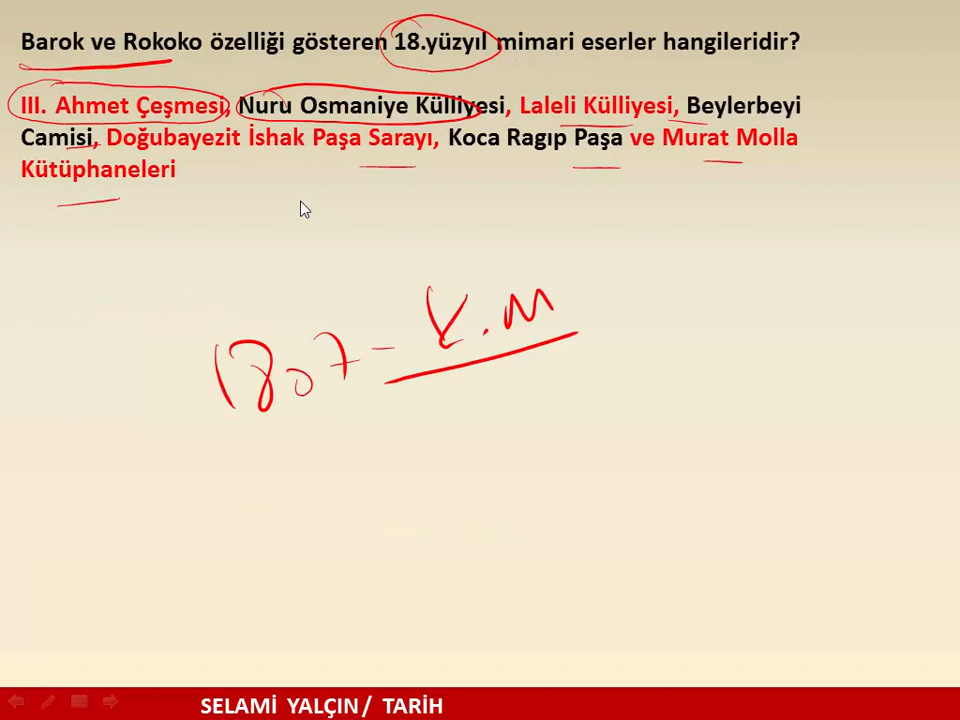 Barok ve Rokoko özelliği gösteren 18.yüzyıl mimari eserler hangileridir?
III. Ahmet Çeşmesi, Nuru Osmaniye Külliyesi, Laleli Külliyesi, Beylerbeyi
Camisi, Doğubayezit İshak Paşa Sarayı, Koca Ragıp Paşa ve Murat Molla
Kütüphaneleri
1807 - K.M
SELAMİ YALÇIN / TARİH